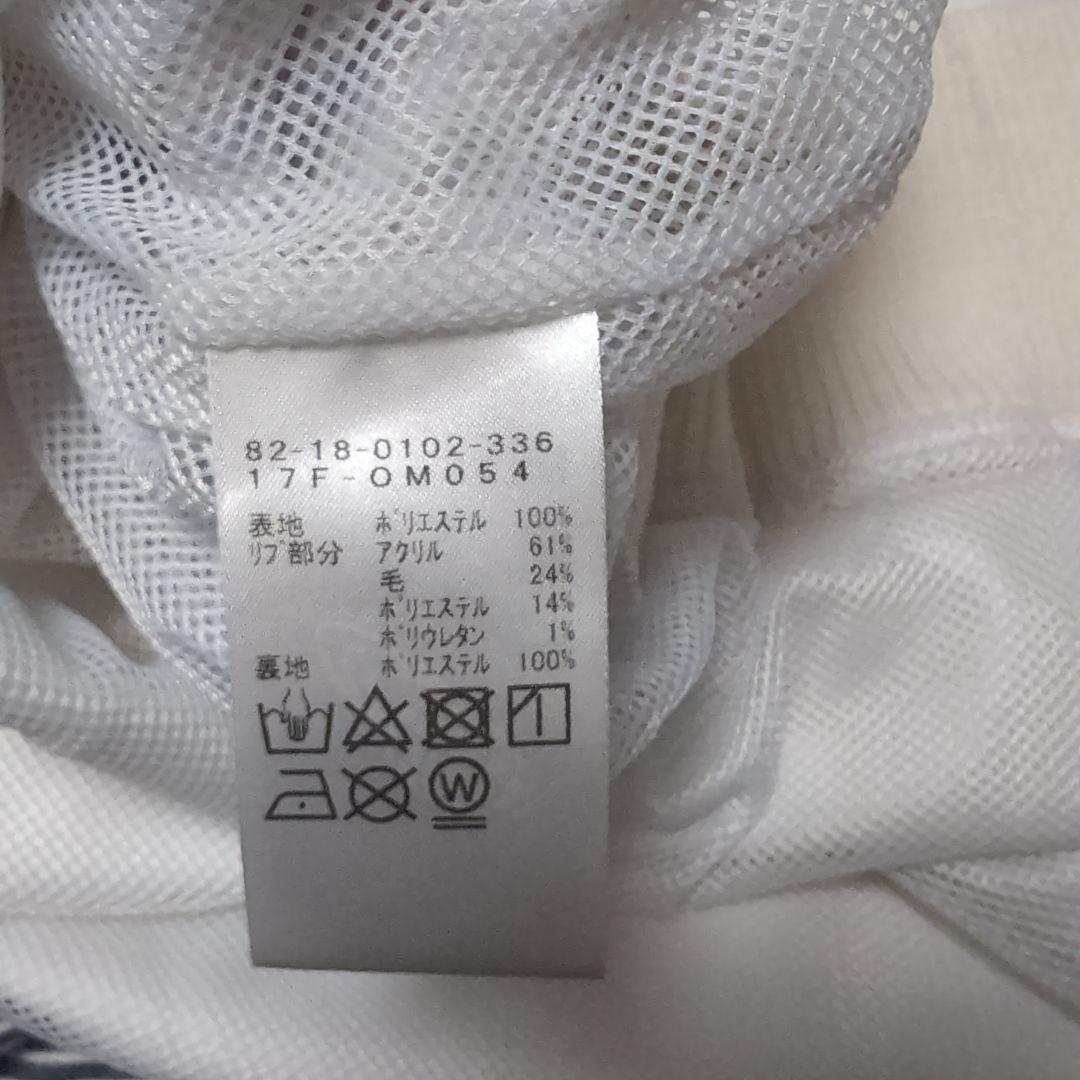 82-18-0102-336
17F-OM054
表地 ポリエステル 100%
リブ部分 アクリル 61%
毛 24%
ポリエステル 14%
ポリウレタン 1%
裏地 ポリエステル 100%
W